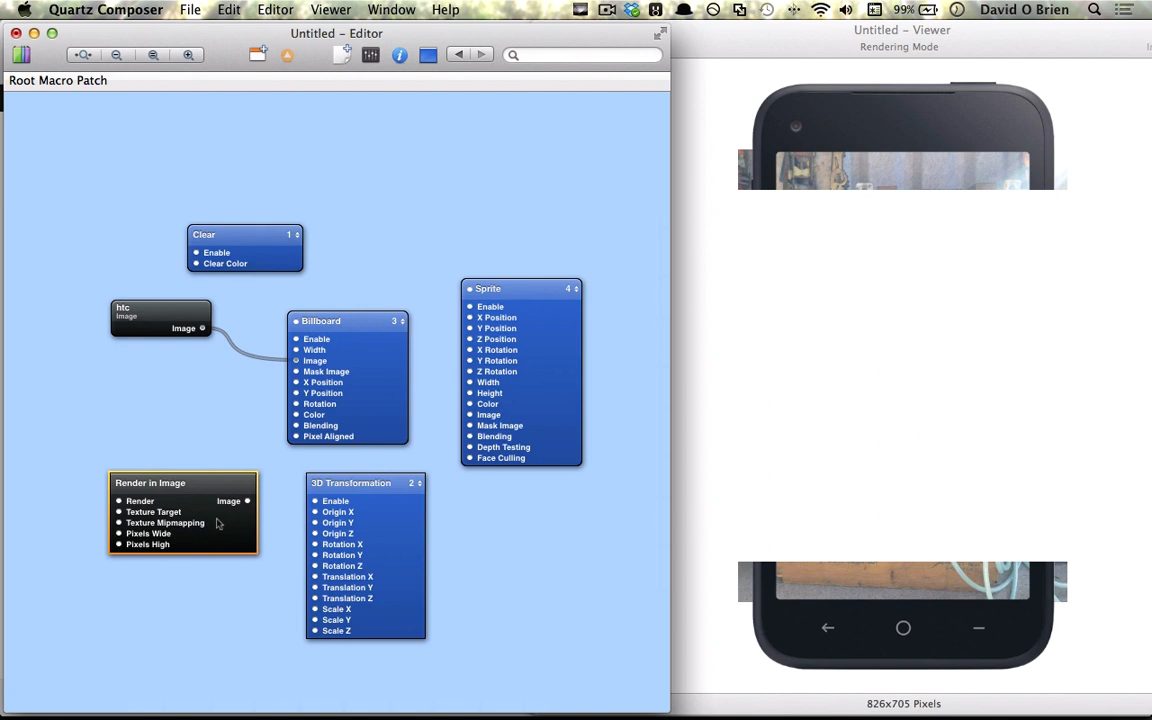 Quartz Composer File Edit Editor Viewer Window Help 99% David O Brien
Untitled – Editor
Untitled – Viewer
Rendering Mode
Root Macro Patch
Clear 1
Enable
Clear Color
htc
Image
Image
Billboard 3
Enable
Width
Image
Mask Image
X Position
Y Position
Rotation
Color
Blending
Pixel Aligned
Sprite 4
Enable
X Position
Y Position
Z Position
X Rotation
Y Rotation
Z Rotation
Width
Height
Color
Image
Mask Image
Blending
Depth Testing
Face Culling
Render in Image
Render Image
Texture Target
Texture Mipmapping
Pixels Wide
Pixels High
3D Transformation 2
Enable
Origin X
Origin Y
Origin Z
Rotation X
Rotation Y
Rotation Z
Translation X
Translation Y
Translation Z
Scale X
Scale Y
Scale Z
826x705 Pixels